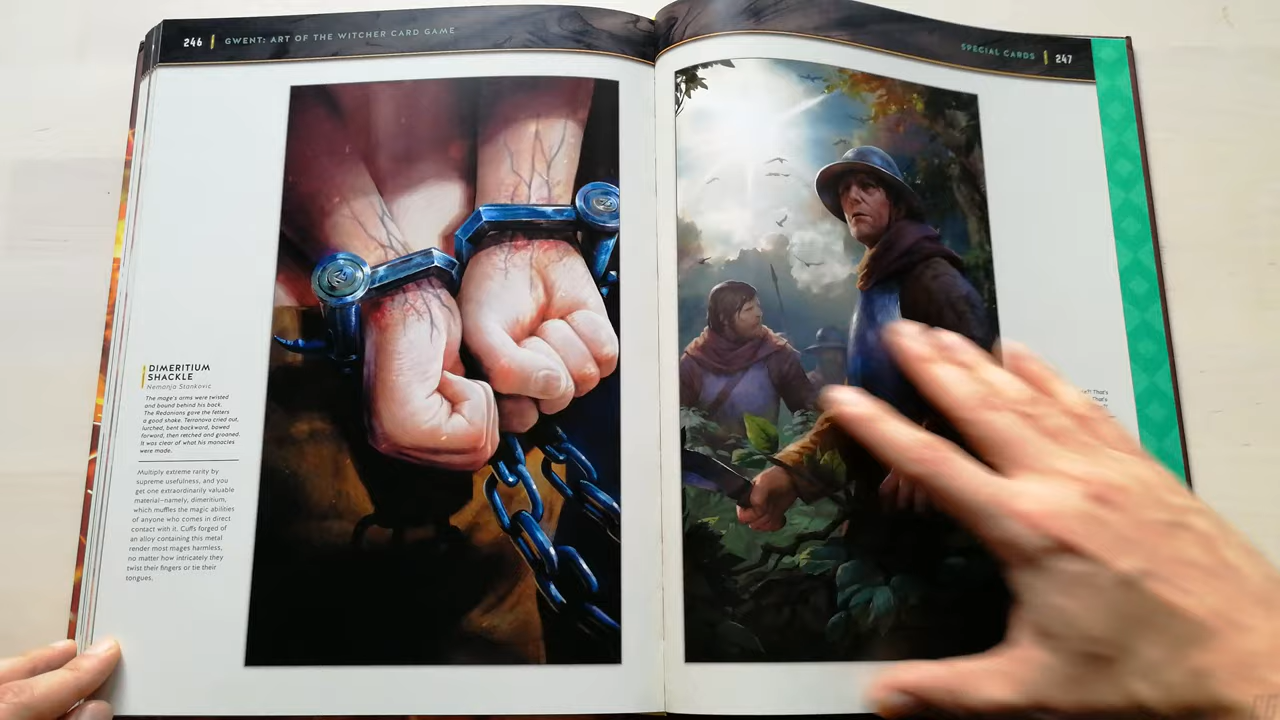 246 | GWENT: ART OF THE WITCHER CARD GAME
SPECIAL CARDS | 247
DIMERITIUM
SHACKLE
Nemanja Stankovic
The mage's arms were twisted
and bound behind his back.
The Redanians gave the fetters
a good shake. Terranova cried out,
lurched, bent backward, bowed
forward, then retched and groaned.
It was clear of what his manacles
were made.
Multiply extreme rarity by
supreme usefulness, and you
get one extraordinarily valuable
material—namely, dimeritium,
which muffles the magic abilities
of anyone who comes in direct
contact with it. Cuffs forged of
an alloy containing this metal
render most mages harmless,
no matter how intricately they
twist their fingers or tie their
tongues.
That's
That's